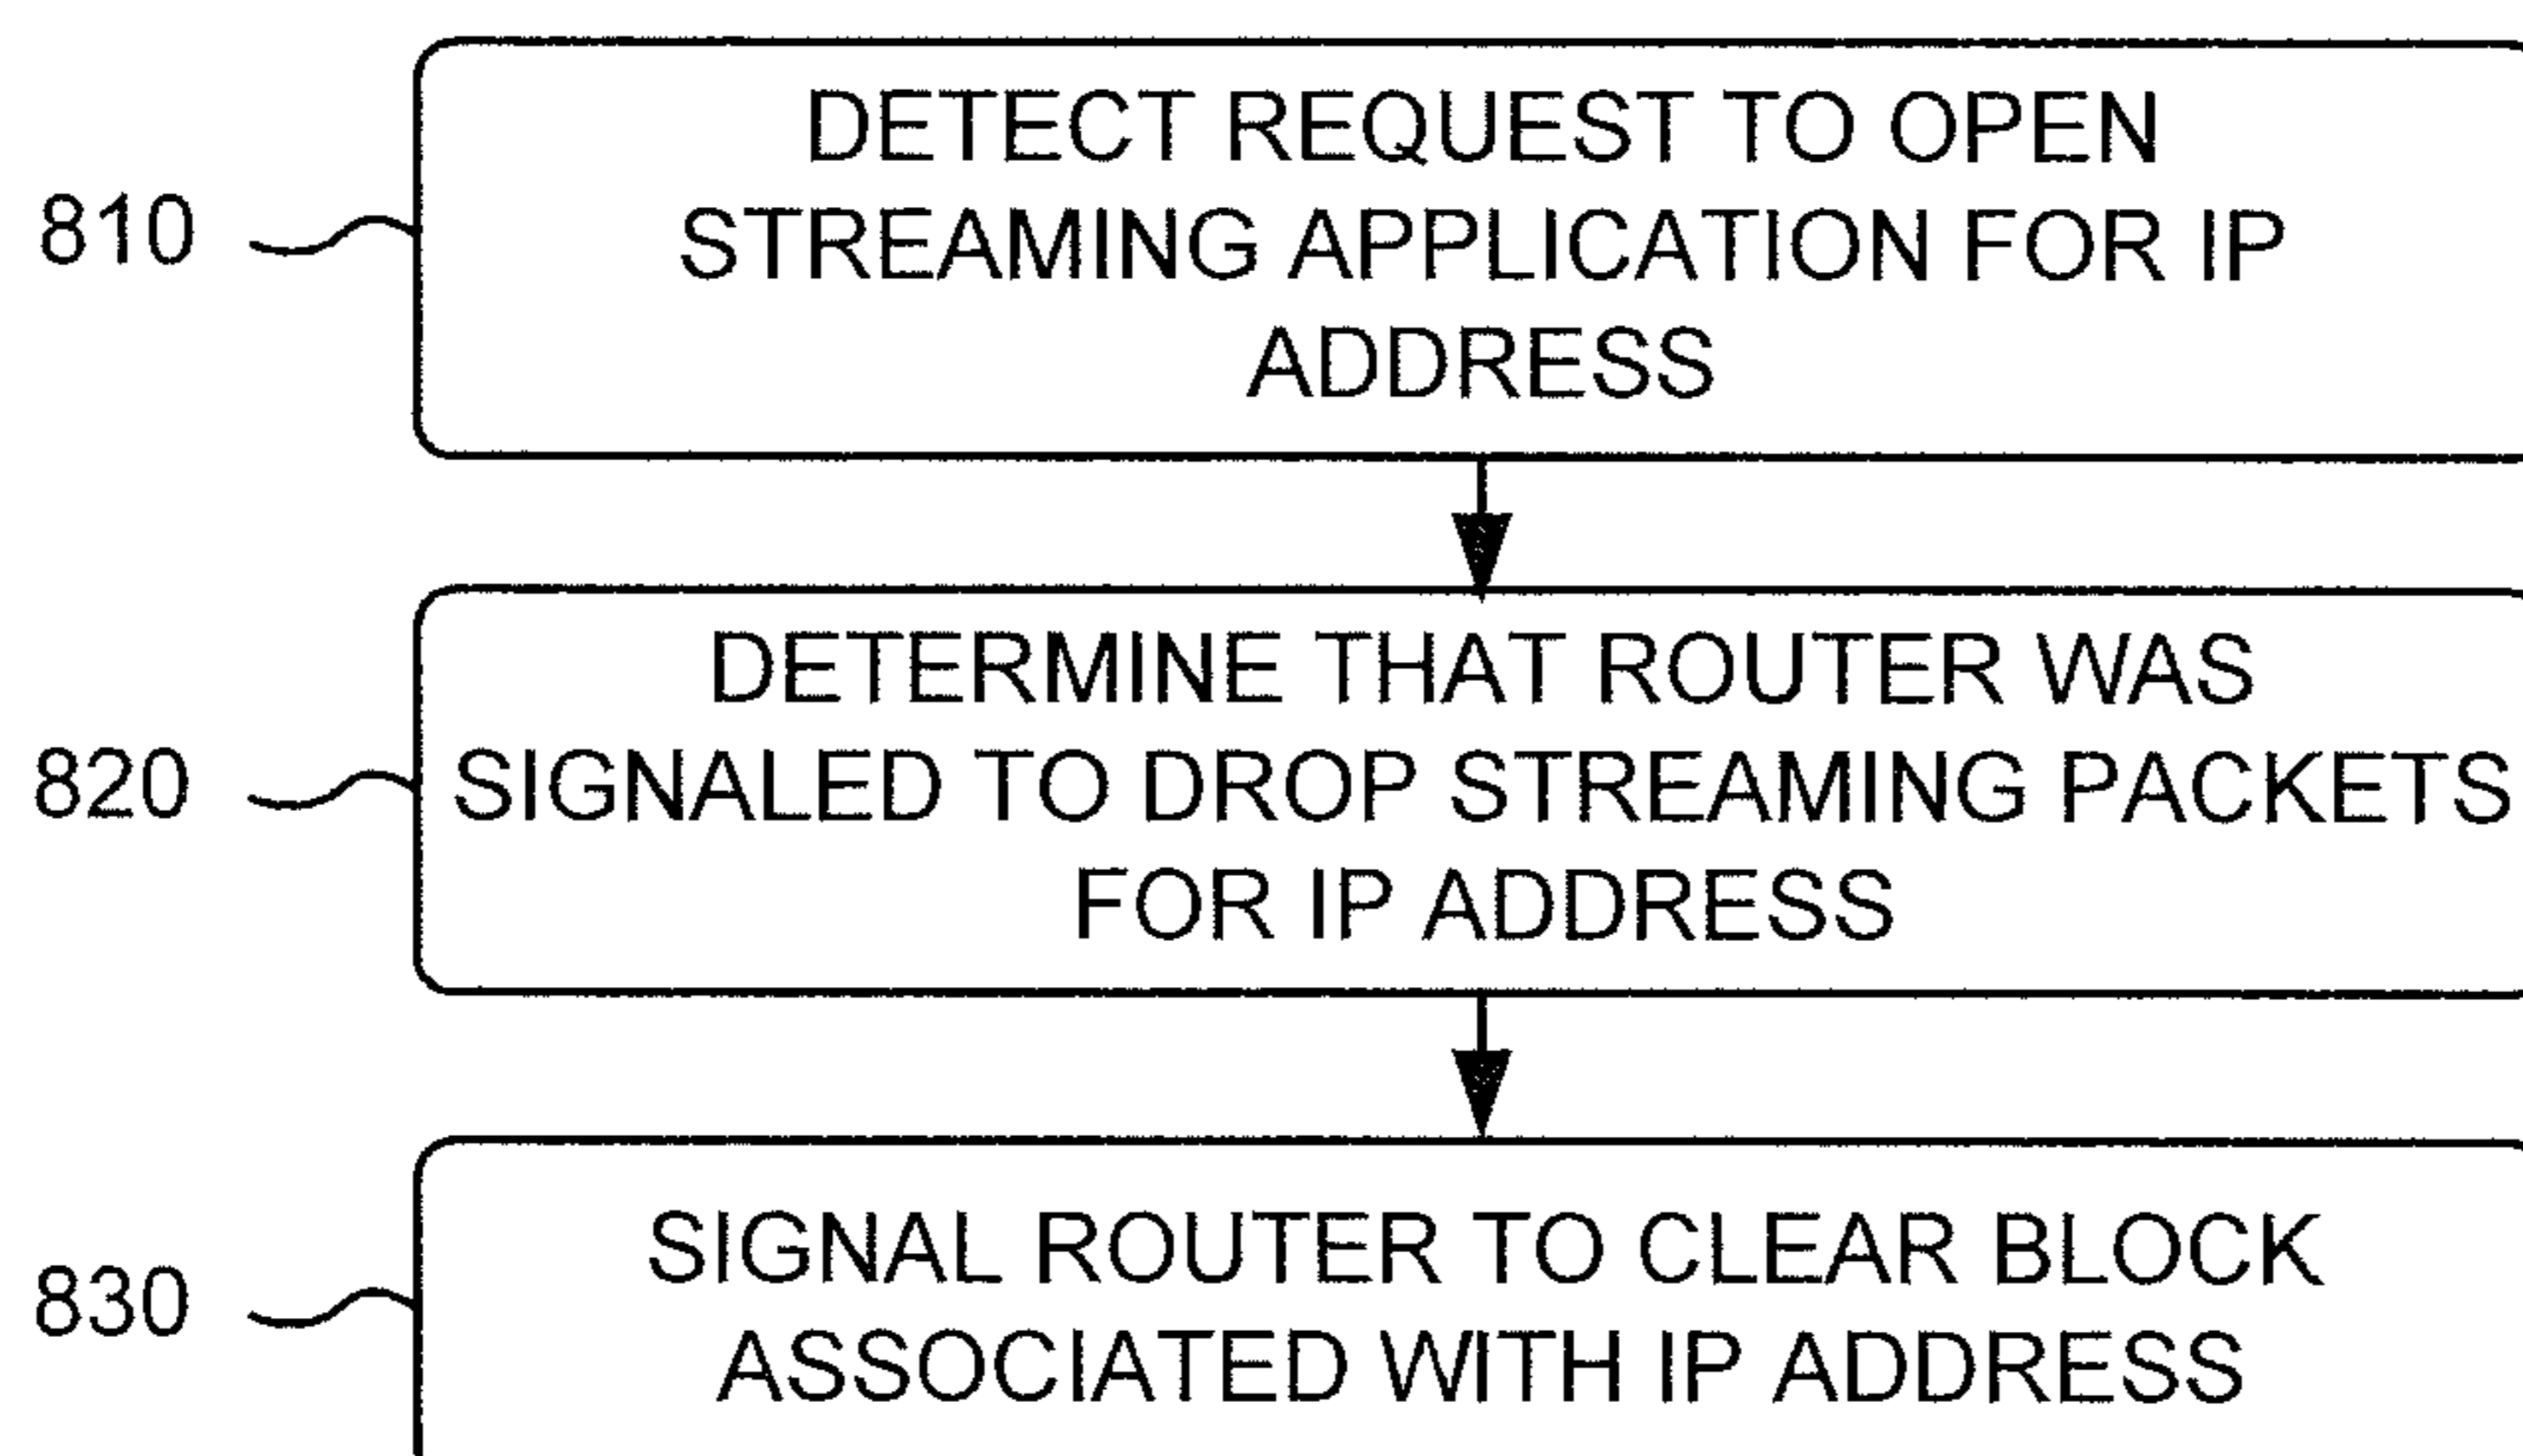 DETECT REQUEST TO OPEN
810
STREAMING APPLICATION FOR IP
ADDRESS
DETERMINE THAT ROUTER WAS
820
SIGNALED TO DROP STREAMING PACKETS
FOR IP ADDRESS
SIGNAL ROUTER TO CLEAR BLOCK
830
ASSOCIATED WITH IP ADDRESS